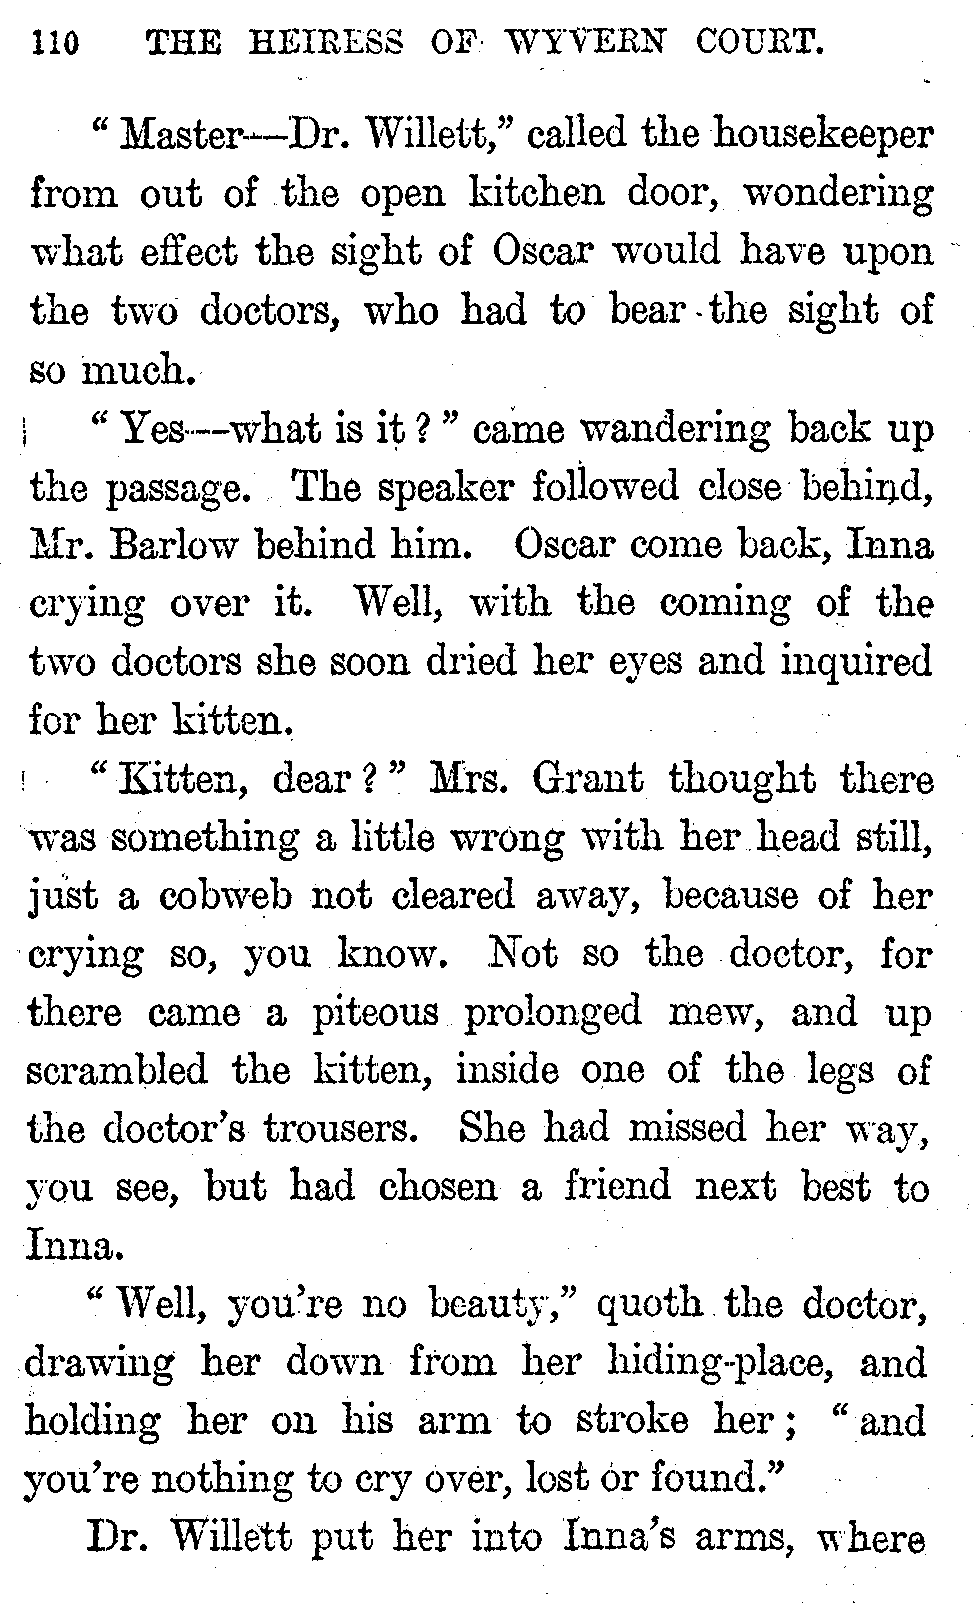 110 THE HEIRESS OF WYVERN COURT.
“Master—Dr. Willett,” called the housekeeper
from out of the open kitchen door, wondering
what effect the sight of Oscar would have upon
the two doctors, who had to bear the sight of
so much.
“Yes—what is it?” came wandering back up
the passage. The speaker followed close behind,
Mr. Barlow behind him. Oscar come back, Inna
crying over it. Well, with the coming of the
two doctors she soon dried her eyes and inquired
for her kitten.
“Kitten, dear?” Mrs. Grant thought there
was something a little wrong with her head still,
just a cobweb not cleared away, because of her
crying so, you know. Not so the doctor, for
there came a piteous prolonged mew, and up
scrambled the kitten, inside one of the legs of
the doctor’s trousers. She had missed her way,
you see, but had chosen a friend next best to
Inna.
“Well, you’re no beauty,” quoth the doctor,
drawing her down from her hiding-place, and
holding her on his arm to stroke her; “and
you’re nothing to cry over, lost or found.”
Dr. Willett put her into Inna’s arms, where